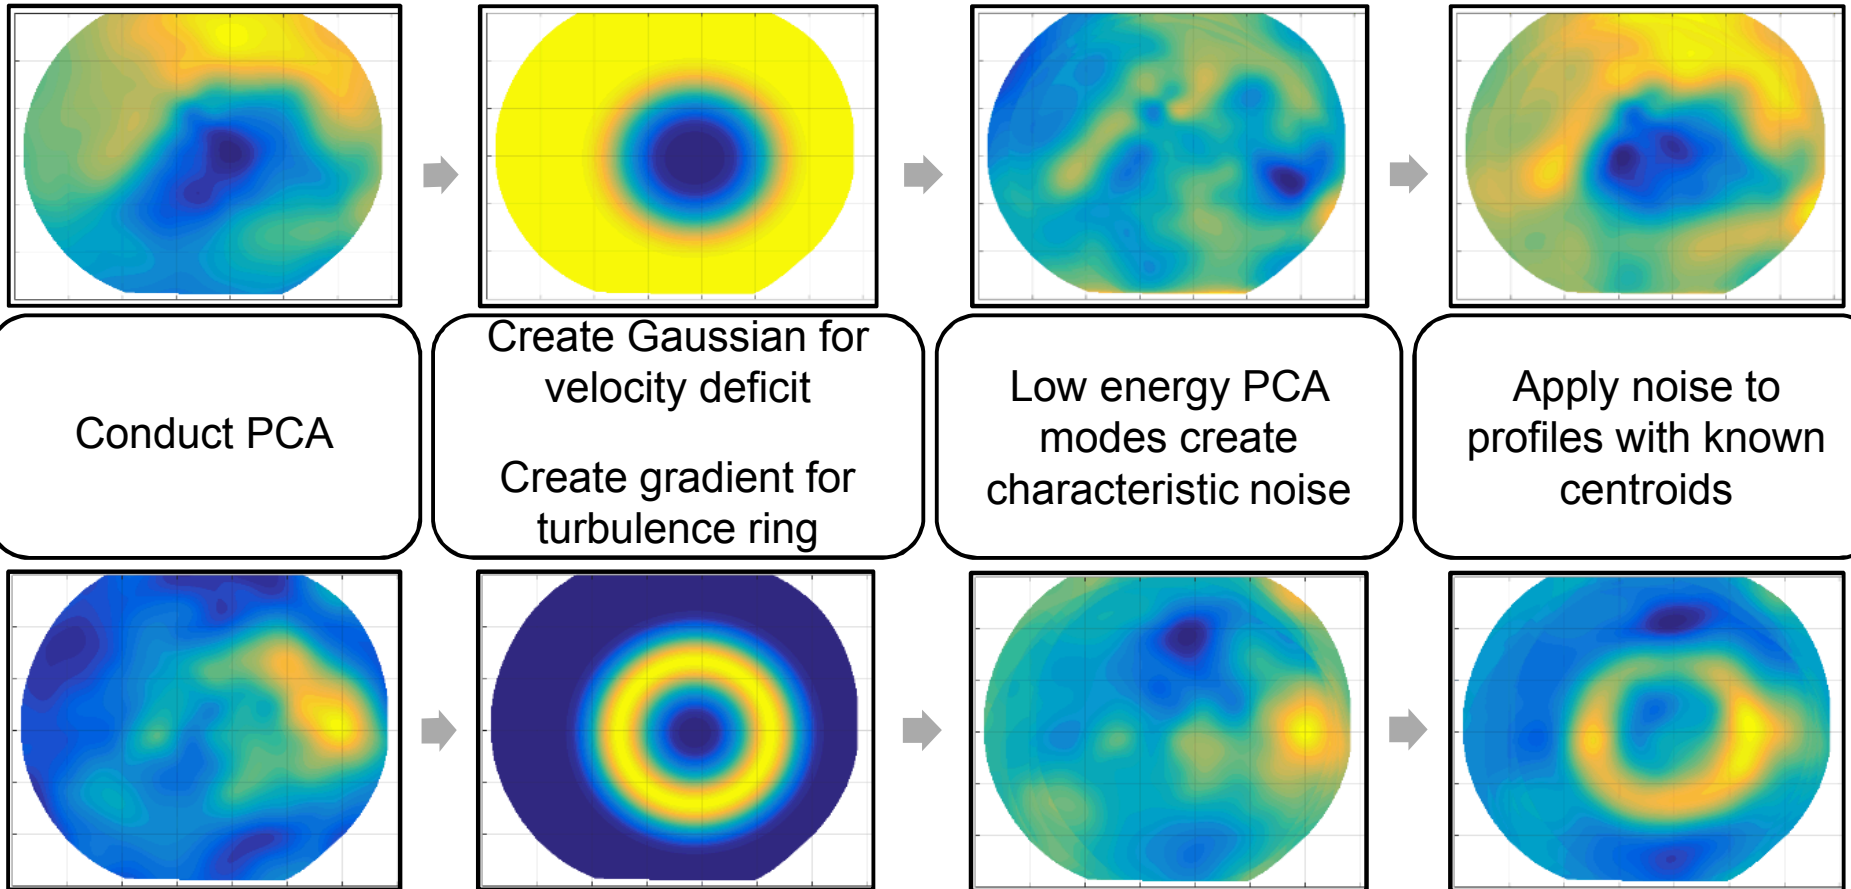 Conduct PCA
Create Gaussian for
velocity deficit
Create gradient for
turbulence ring
Low energy PCA
modes create
characteristic noise
Apply noise to
profiles with known
centroids